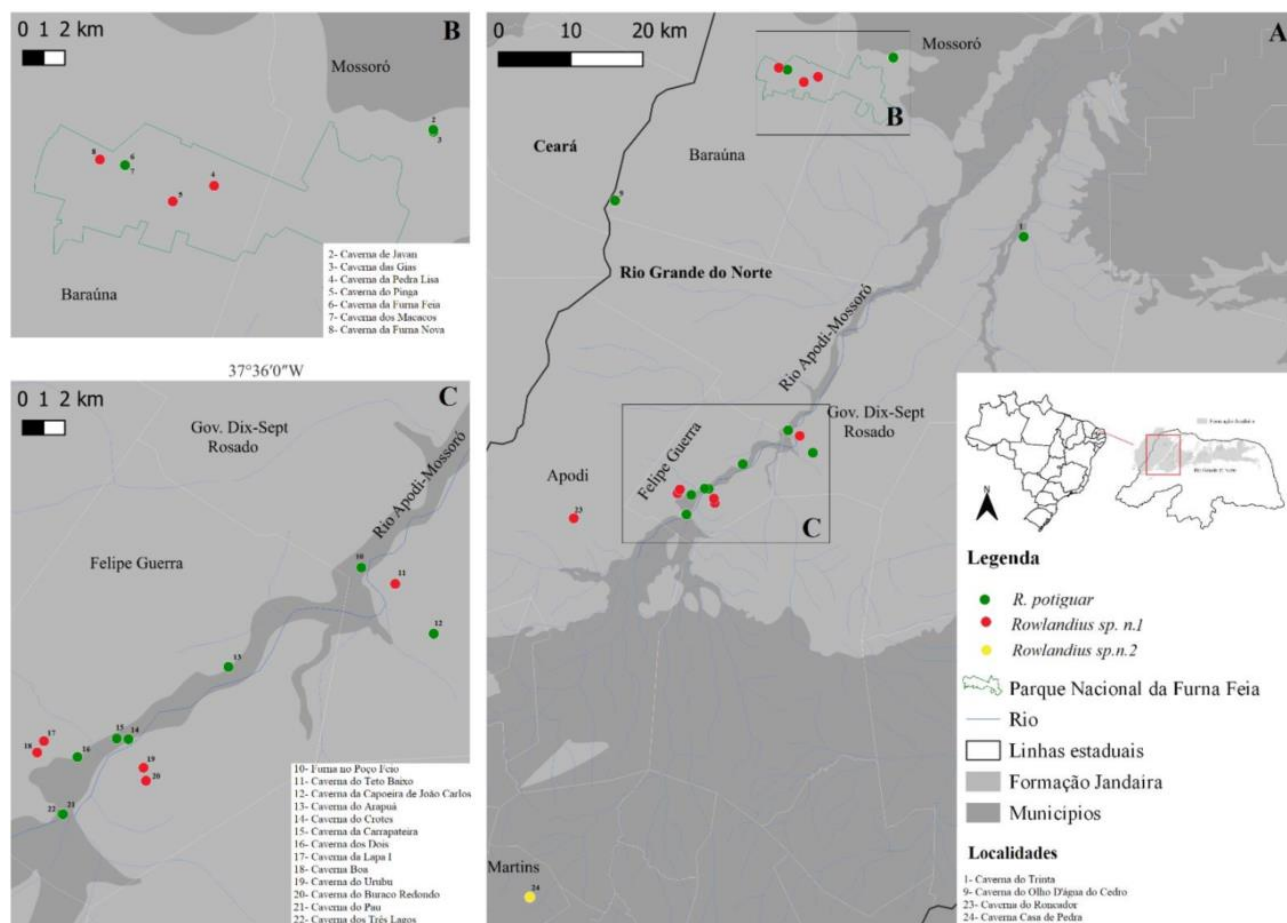 0 1 2 km
B
Mossoró
2
3
8
6
7
4
5
Baraúna
2- Caverna de Javan
3- Caverna das Gias
4- Caverna da Pedra Lisa
5- Caverna do Pinga
6- Caverna da Furna Feia
7- Caverna dos Macacos
8- Caverna da Furna Nova
37°36'0"W
0 1 2 km
C
Gov. Dix-Sept
Rosado
Rio Apodi-Mossoró
Felipe Guerra
10
11
12
13
15
14
17
18
16
19
20
22
21
10- Furna no Poço Feio
11- Caverna do Teto Baixo
12- Caverna da Capoeira de João Carlos
13- Caverna do Arapuá
14- Caverna do Crotes
15- Caverna da Carrapateira
16- Caverna dos Dois
17- Caverna da Lapa I
18- Caverna Boa
19- Caverna do Urubu
20- Caverna do Buraco Redondo
21- Caverna do Pau
22- Caverna dos Três Lagos
0 10 20 km
A
Mossoró
B
Ceará
Baraúna
9
1
Rio Grande do Norte
Rio Apodi-Mossoró
Gov. Dix-Sept
Rosado
Felipe Guerra
Apodi
23
C
Martins
24
Formação Jandaíra
Rio Grande do Norte
N
Legenda
R. potiguar
Rowlandius sp. n.1
Rowlandius sp.n.2
Parque Nacional da Furna Feia
Rio
Linhas estaduais
Formação Jandaíra
Municípios
Localidades
1- Caverna do Trinta
9- Caverna do Olho D'água do Cedro
23- Caverna do Roncador
24- Caverna Casa de Pedra